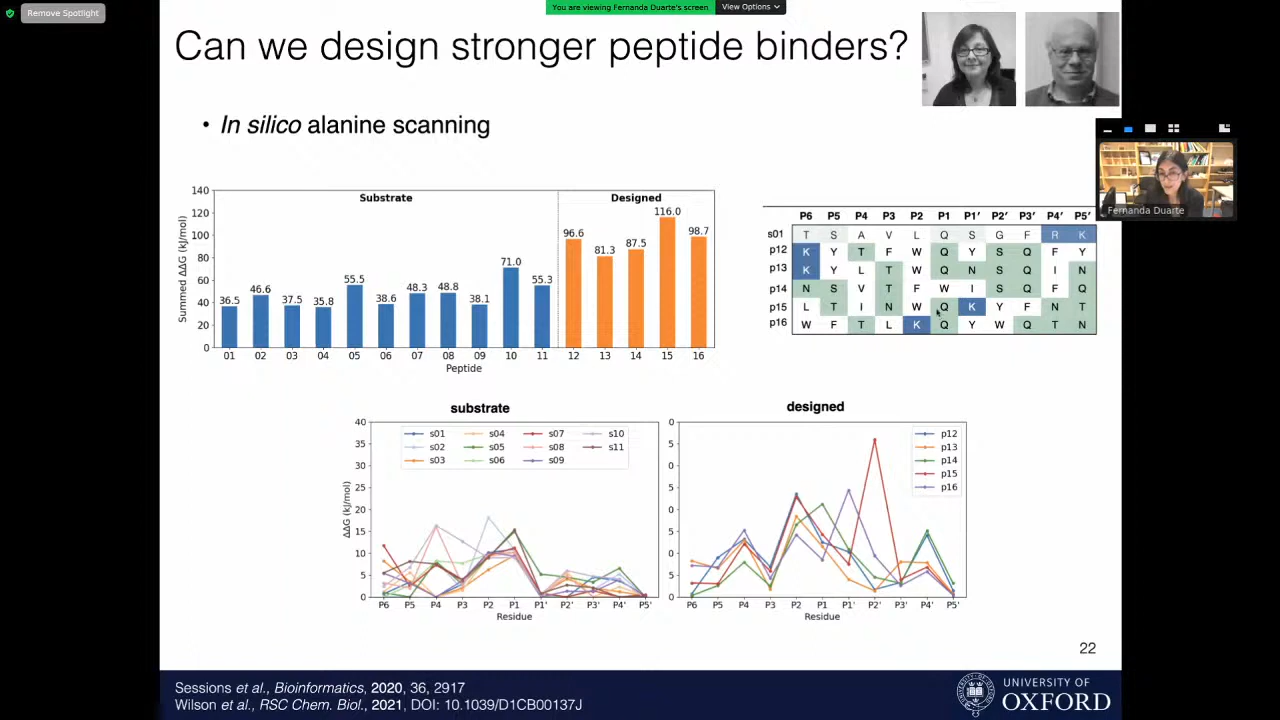 Remove Spotlight
You are viewing Fernanda Duarte's screen
View Options
Can we design stronger peptide binders?
• In silico alanine scanning
Fernanda Duarte
Summed ΔΔG (kJ/mol)
140
120
100
80
60
40
20
0
Substrate
Designed
36.5 46.6 37.5 35.8 55.5 38.6 48.3 48.8 38.1 71.0 55.3 96.6 81.3 87.5 116.0 98.7
01 02 03 04 05 06 07 08 09 10 11 12 13 14 15 16
Peptide
P6 P5 P4 P3 P2 P1 P1' P2' P3' P4' P5'
s01 T S A V L Q S G F R K
p12 K Y T F W Q Y S Q F Y
p13 K Y L T W Q N S Q I N
p14 N S V T F W I S Q F Q
p15 L T I N W Q K Y F N T
p16 W F T L K Q Y W Q T N
substrate
ΔΔG (kJ/mol)
40
35
30
25
20
15
10
5
0
s01 s04 s07 s10
s02 s05 s08 s11
s03 s06 s09
P6 P5 P4 P3 P2 P1 P1' P2' P3' P4' P5'
Residue
designed
0
5
0
5
0
5
0
5
0
p12
p13
p14
p15
p16
P6 P5 P4 P3 P2 P1 P1' P2' P3' P4' P5'
Residue
22
Sessions et al., Bioinformatics, 2020, 36, 2917
Wilson et al., RSC Chem. Biol., 2021, DOI: 10.1039/D1CB00137J
UNIVERSITY OF
OXFORD